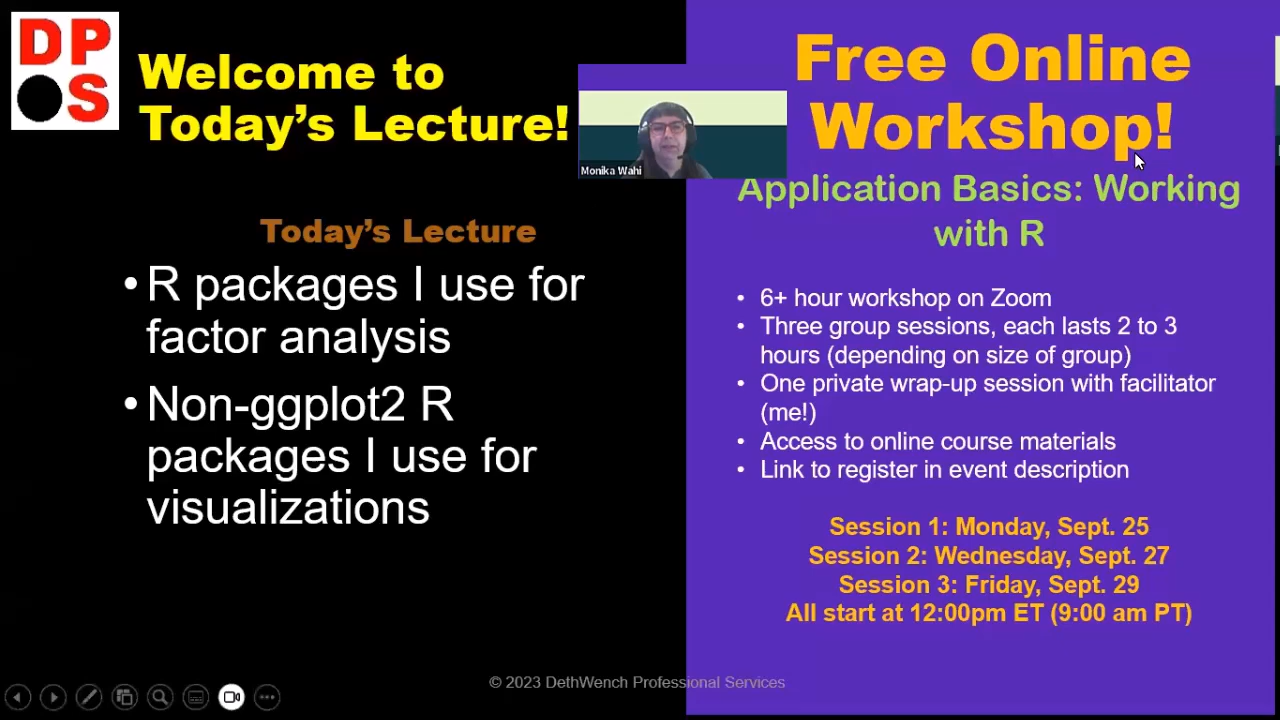 DP
S
Welcome to
Today’s Lecture!
Today’s Lecture
•R packages I use for
factor analysis
•Non-ggplot2 R
packages I use for
visualizations
Monika Wahi
Free Online
Workshop!
Application Basics: Working
with R
• 6+ hour workshop on Zoom
• Three group sessions, each lasts 2 to 3
hours (depending on size of group)
• One private wrap-up session with facilitator
(me!)
• Access to online course materials
• Link to register in event description
Session 1: Monday, Sept. 25
Session 2: Wednesday, Sept. 27
Session 3: Friday, Sept. 29
All start at 12:00pm ET (9:00 am PT)
© 2023 DethWench Professional Services